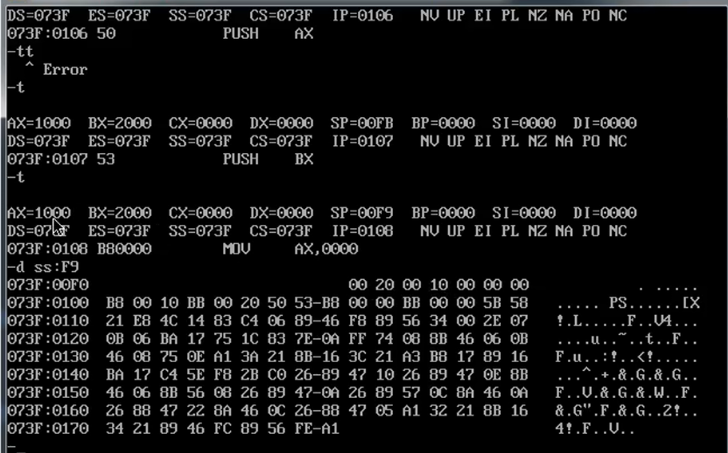 DS=073F ES=073F SS=073F CS=073F IP=0106 NV UP EI PL NZ NA PO NC
073F:0106 50 PUSH AX
-tt
^ Error
-t
AX=1000 BX=2000 CX=0000 DX=0000 SP=00FB BP=0000 SI=0000 DI=0000
DS=073F ES=073F SS=073F CS=073F IP=0107 NV UP EI PL NZ NA PO NC
073F:0107 53 PUSH BX
-t
AX=1000 BX=2000 CX=0000 DX=0000 SP=00F9 BP=0000 SI=0000 DI=0000
DS=073F ES=073F SS=073F CS=073F IP=0108 NV UP EI PL NZ NA PO NC
073F:0108 B80000 MOV AX,0000
-d ss:F9
073F:00F0 00 20 00 10 00 00 00 . .....
073F:0100 B8 00 10 BB 00 20 50 53-B8 00 00 BB 00 00 5B 58 ..... PS......[X
073F:0110 21 E8 4C 14 83 C4 06 89-46 F8 89 56 34 00 2E 07 !.L.....F..V4...
073F:0120 0B 06 BA 17 75 1C 83 7E-0A FF 74 08 8B 46 06 0B ....u..~..t..F..
073F:0130 46 08 75 0E A1 3A 21 8B-16 3C 21 A3 B8 17 89 16 F.u..:!..<!.....
073F:0140 BA 17 C4 5E F8 2B C0 26-89 47 10 26 89 47 0E 8B ...^.+.&.G.&.G..
073F:0150 46 06 8B 56 08 26 89 47-0A 26 89 57 0C 8A 46 0A F..V.&.G.&.W..F.
073F:0160 26 88 47 22 8A 46 0C 26-88 47 05 A1 32 21 8B 16 &.G".F.&.G..2!..
073F:0170 34 21 89 46 FC 89 56 FE-A1 4!.F..V..
-